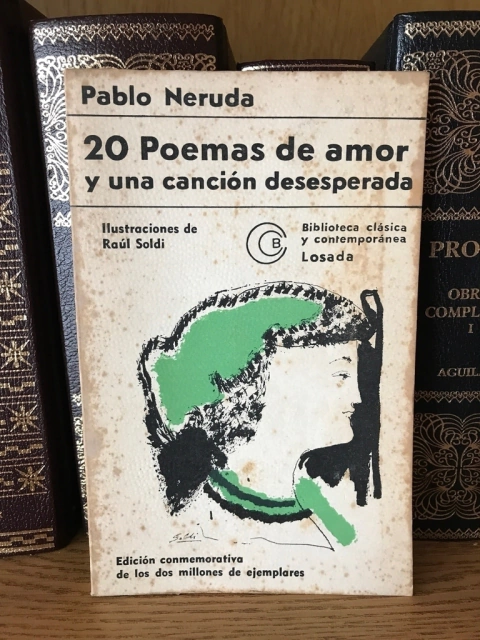 Pablo Neruda
20 Poemas de amor
y una canción desesperada
Ilustraciones de
Raúl Soldi
CB
Biblioteca clásica
y contemporánea
Losada
Soldi
Edición conmemorativa
de los dos millones de ejemplares
PRO
OBR
COMPL
I
AGUIL